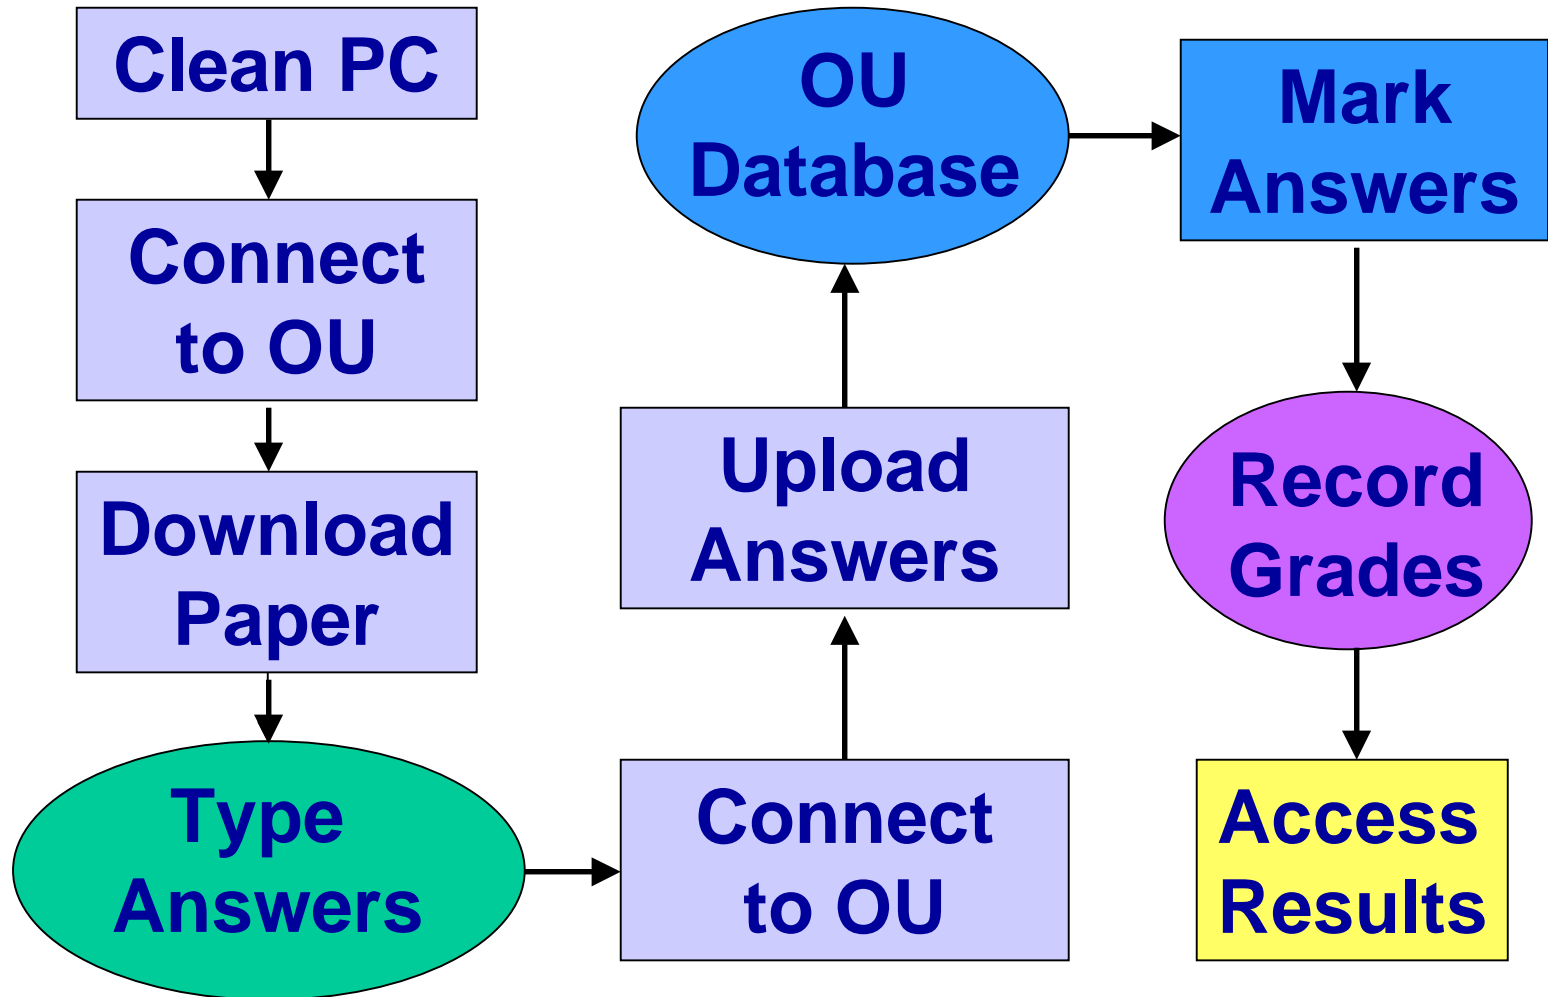 Clean PC
Connect
to OU
Download
Paper
Type
Answers
Connect
to OU
Upload
Answers
OU
Database
Mark
Answers
Record
Grades
Access
Results